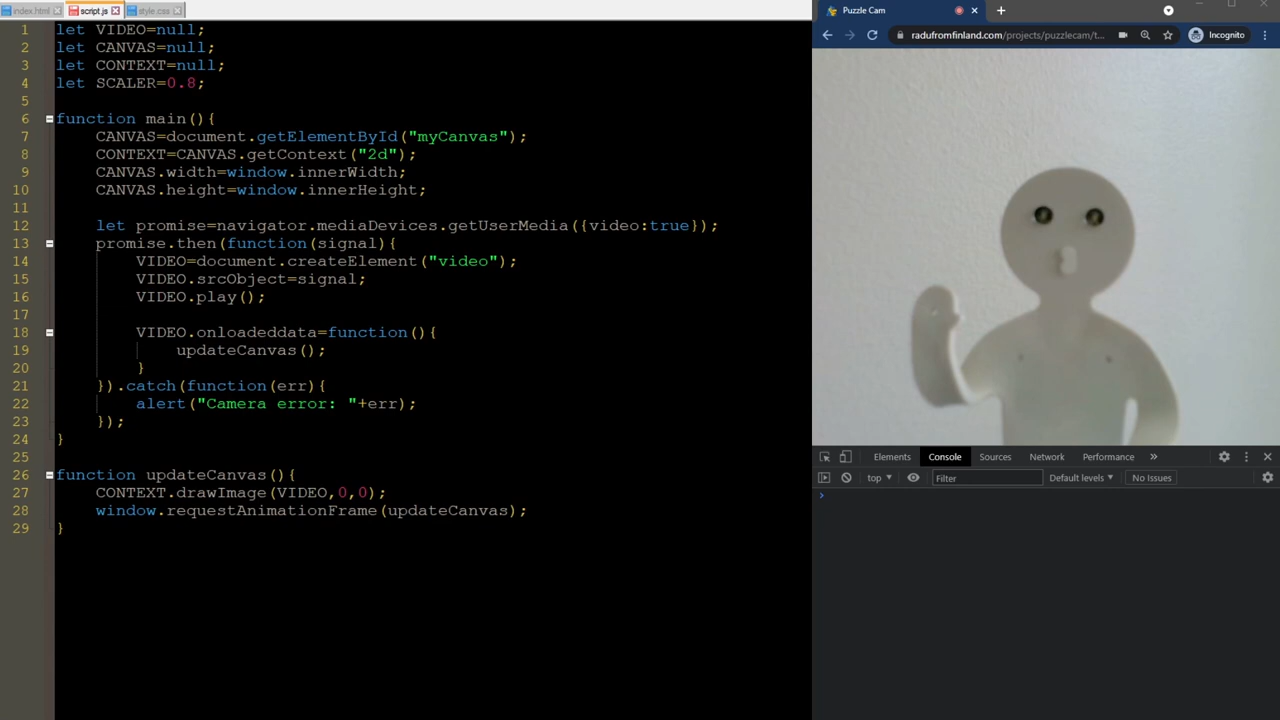 index.html
script.js
style.css
1 let VIDEO=null;
2 let CANVAS=null;
3 let CONTEXT=null;
4 let SCALER=0.8;
5
6 function main(){
7 CANVAS=document.getElementById("myCanvas");
8 CONTEXT=CANVAS.getContext("2d");
9 CANVAS.width=window.innerWidth;
10 CANVAS.height=window.innerHeight;
11
12 let promise=navigator.mediaDevices.getUserMedia({video:true});
13 promise.then(function(signal){
14 VIDEO=document.createElement("video");
15 VIDEO.srcObject=signal;
16 VIDEO.play();
17
18 VIDEO.onloadeddata=function(){
19 updateCanvas();
20 }
21 }).catch(function(err){
22 alert("Camera error: "+err);
23 });
24 }
25
26 function updateCanvas(){
27 CONTEXT.drawImage(VIDEO,0,0);
28 window.requestAnimationFrame(updateCanvas);
29 }
Puzzle Cam
radufromfinland.com/projects/puzzlecam/t...
Incognito
Elements Console Sources Network Performance »
top Filter Default levels No Issues